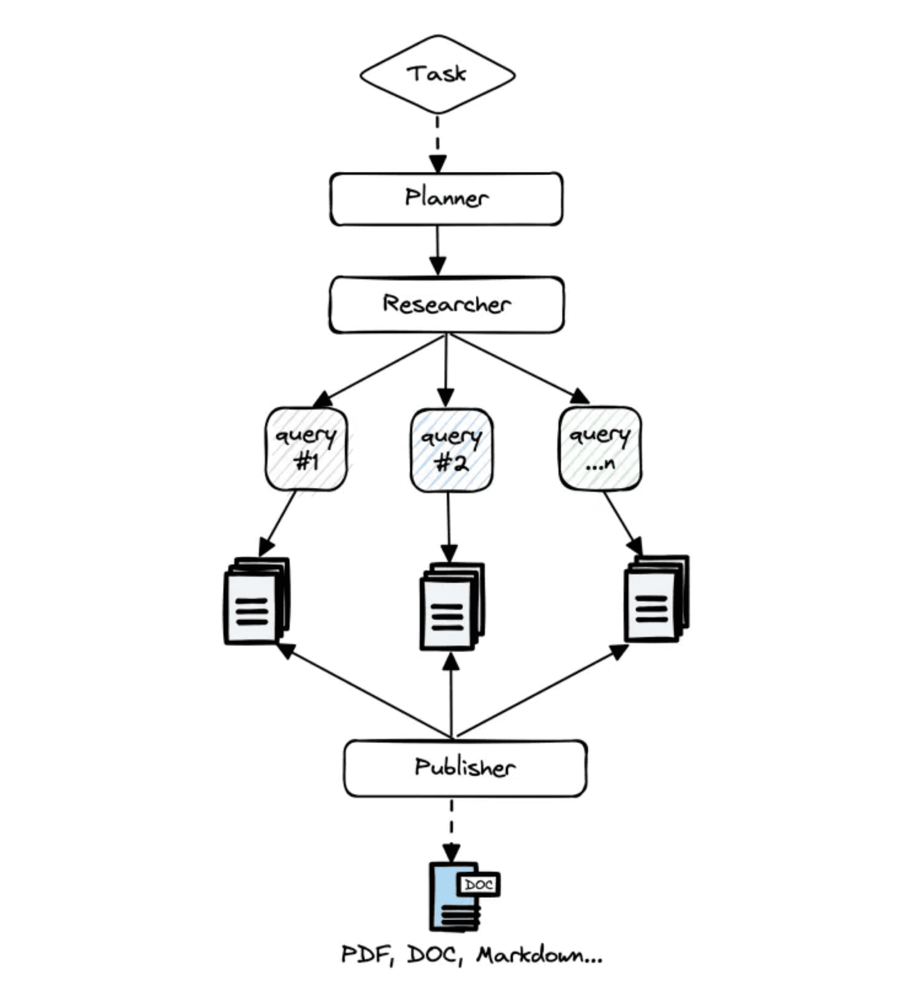 Task
Planner
Researcher
query
#1
query
#2
query
...n
Publisher
DOC
PDF, DOC, Markdown...